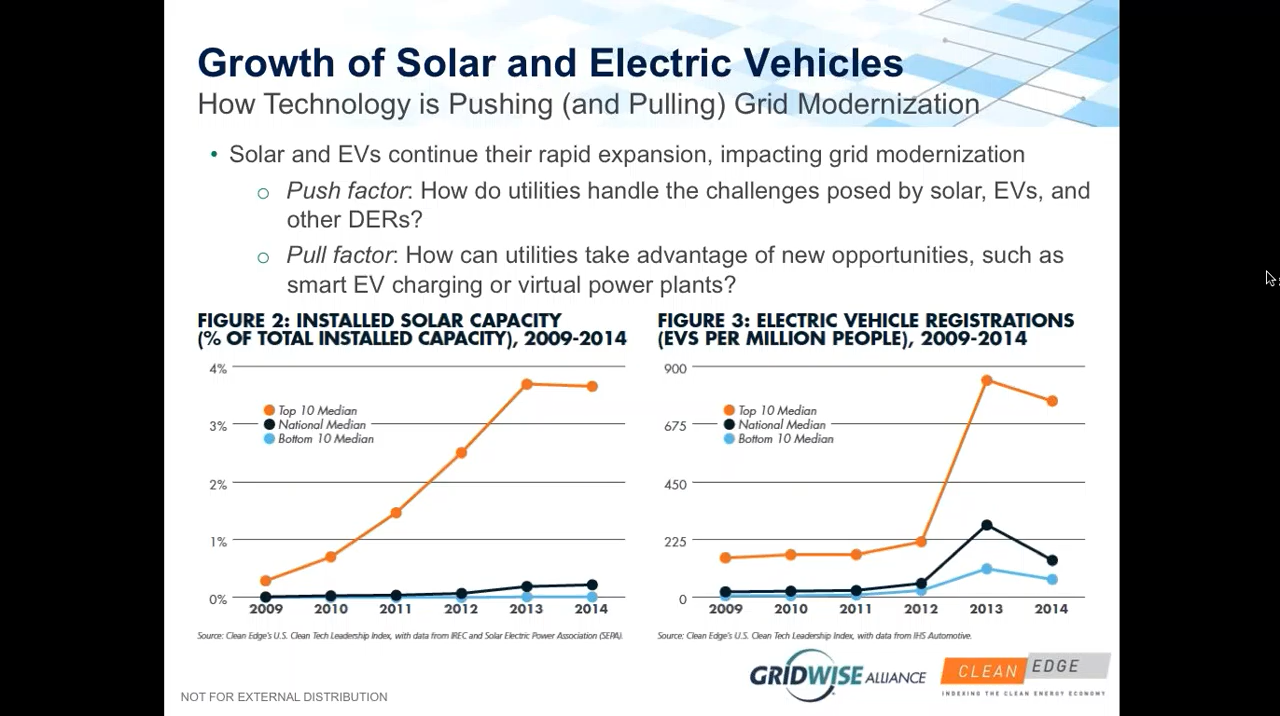 Growth of Solar and Electric Vehicles
How Technology is Pushing (and Pulling) Grid Modernization
• Solar and EVs continue their rapid expansion, impacting grid modernization
o Push factor: How do utilities handle the challenges posed by solar, EVs, and
other DERs?
o Pull factor: How can utilities take advantage of new opportunities, such as
smart EV charging or virtual power plants?
FIGURE 2: INSTALLED SOLAR CAPACITY
(% OF TOTAL INSTALLED CAPACITY), 2009-2014
4%
Top 10 Median
3%
National Median
Bottom 10 Median
2%
1%
0%
2009 2010 2011 2012 2013 2014
Source: Clean Edge's U.S. Clean Tech Leadership Index, with data from IREC and Solar Electric Power Association (SEPA).
FIGURE 3: ELECTRIC VEHICLE REGISTRATIONS
(EVS PER MILLION PEOPLE), 2009-2014
900
Top 10 Median
675
National Median
Bottom 10 Median
450
225
0
2009 2010 2011 2012 2013 2014
Source: Clean Edge's U.S. Clean Tech Leadership Index, with data from IHS Automotive.
GRIDWISE ALLIANCE
CLEAN EDGE
INDEXING THE CLEAN ENERGY ECONOMY
NOT FOR EXTERNAL DISTRIBUTION